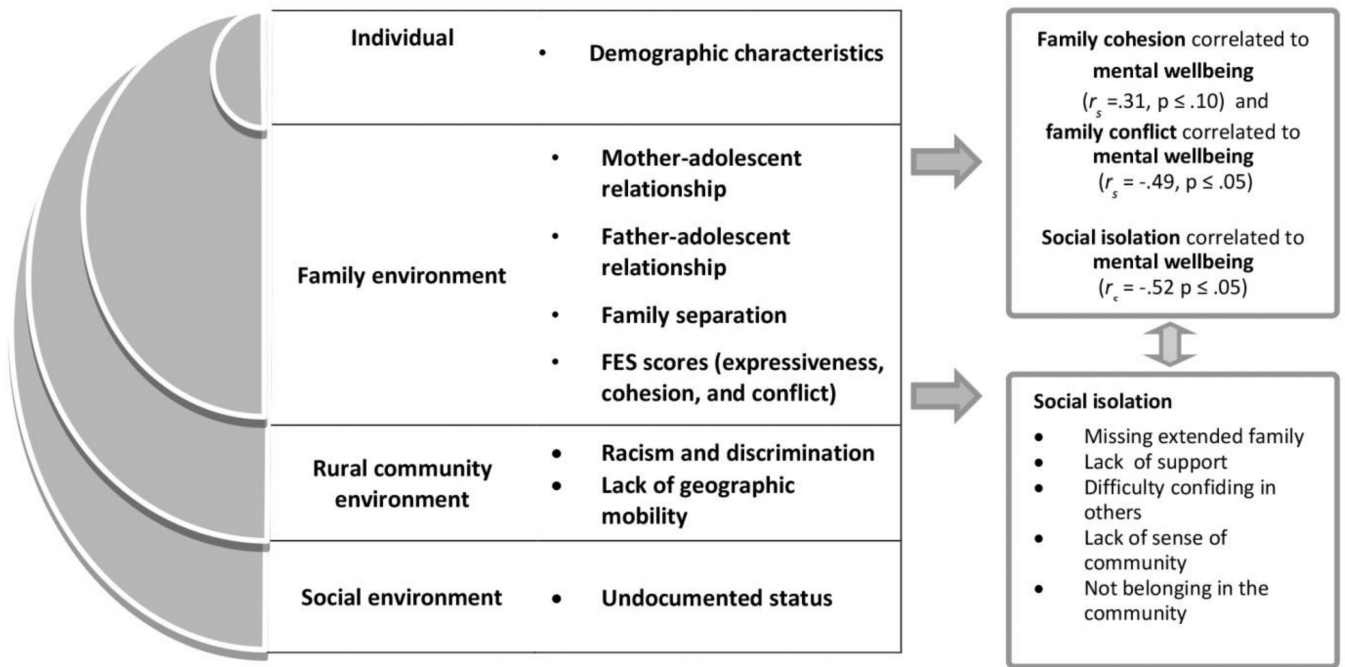 Individual
• Demographic characteristics
Family environment
• Mother-adolescent
relationship
• Father-adolescent
relationship
• Family separation
• FES scores (expressiveness,
cohesion, and conflict)
Rural community
environment
● Racism and discrimination
● Lack of geographic
mobility
Social environment
● Undocumented status
Family cohesion correlated to
mental wellbeing
(r_s =.31, p ≤ .10) and
family conflict correlated to
mental wellbeing
(r_s = -.49, p ≤ .05)
Social isolation correlated to
mental wellbeing
(r_s = -.52 p ≤ .05)
Social isolation
● Missing extended family
● Lack of support
● Difficulty confiding in
others
● Lack of sense of
community
● Not belonging in the
community